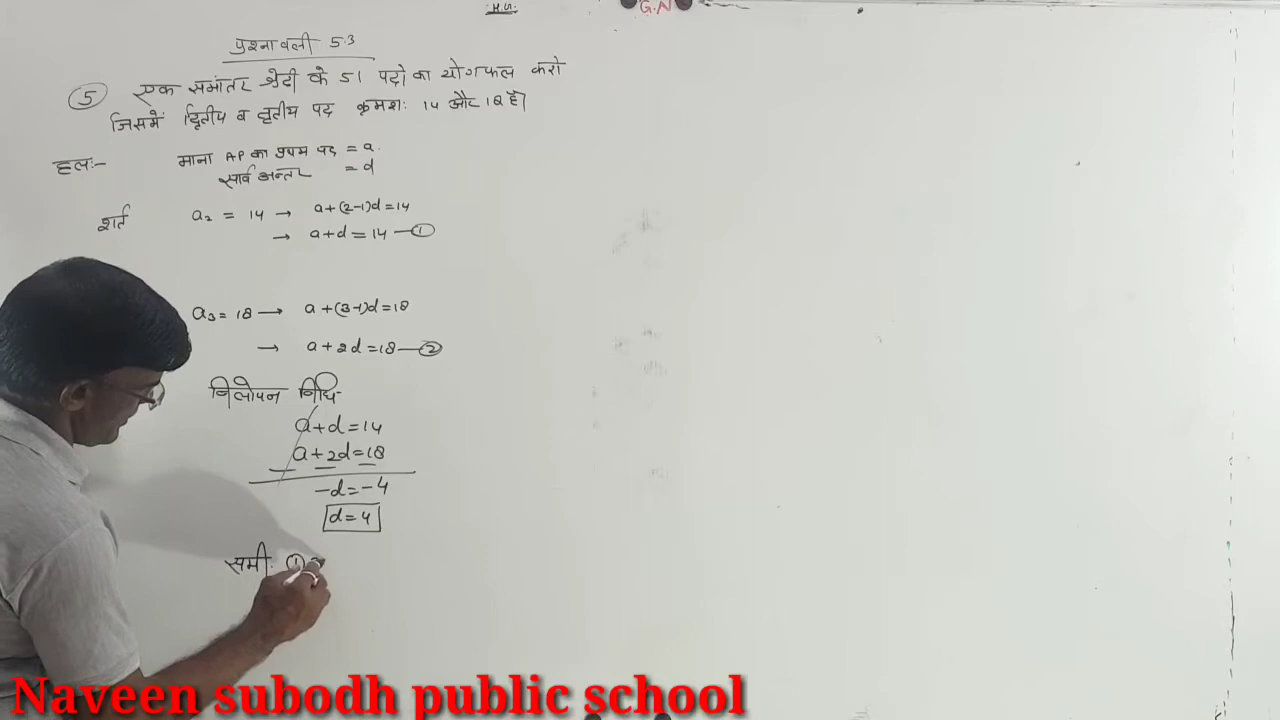 H.W.
G.N
प्रश्नावली 5.3
⑤ एक समांतर श्रेढी के 51 पदो का योगफल करो
जिसमें द्वितीय व तृतीय पद क्रमश: 14 और 18 है।
हल:- माना AP का प्रथम पद = a.
सार्व अन्तर = d
शर्त a₂ = 14 → a+(2-1)d=14
→ a+d=14 —①
a₃=18 → a+(3-1)d=18
→ a+2d=18 —②
विलोपन विधि-
a+d=14
a+2d=18
- - -
-d=-4
d=4
समी. ①
Naveen subodh public school